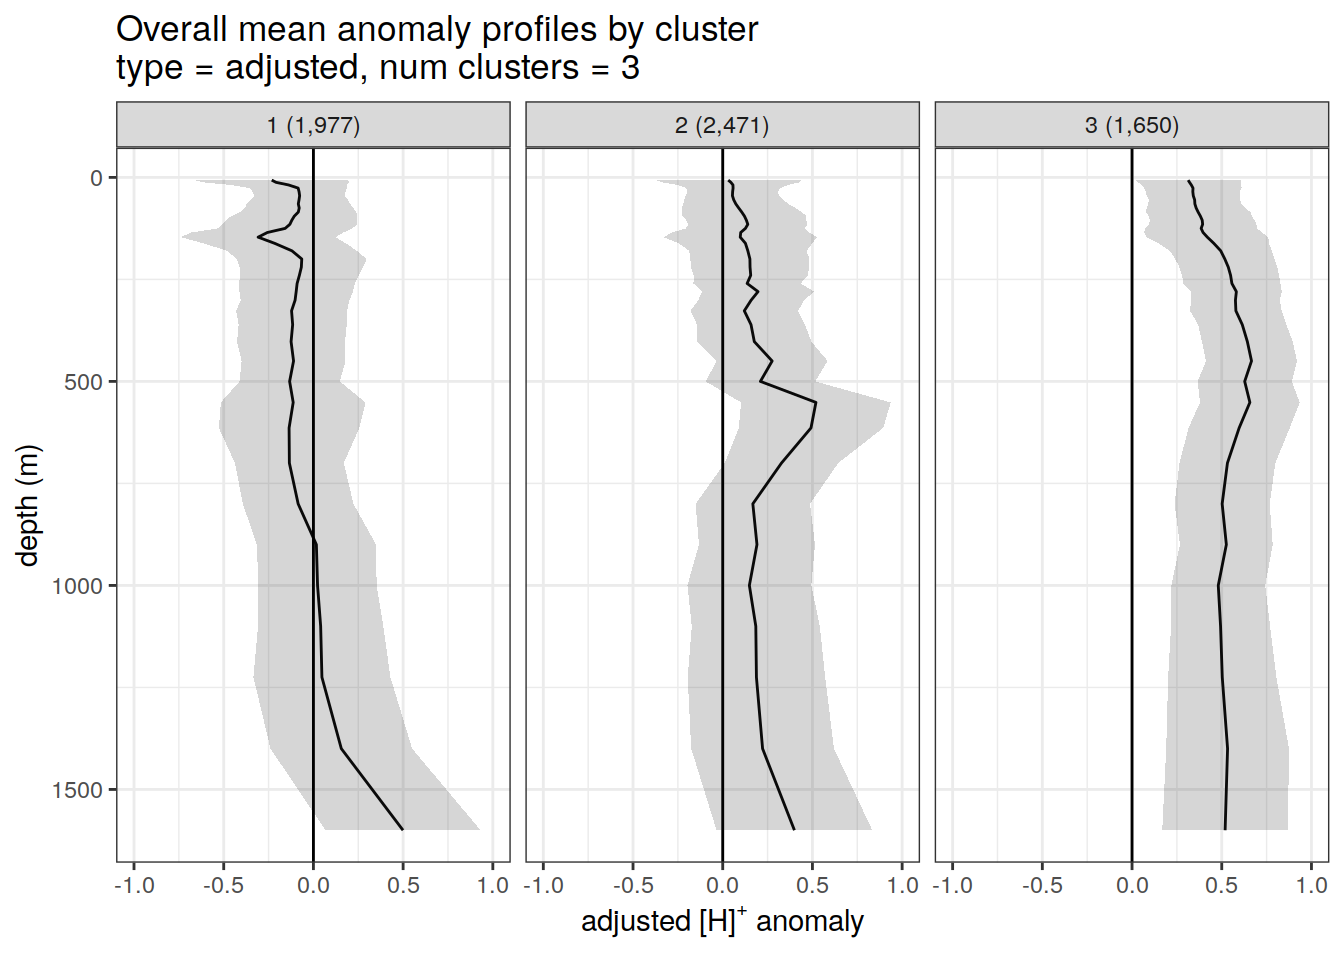 Overall mean anomaly profiles by cluster
type = adjusted, num clusters = 3
1 (1,977)
2 (2,471)
3 (1,650)
0
500
1000
1500
depth (m)
-1.0 -0.5 0.0 0.5 1.0
-1.0 -0.5 0.0 0.5 1.0
-1.0 -0.5 0.0 0.5 1.0
adjusted [H]⁺ anomaly